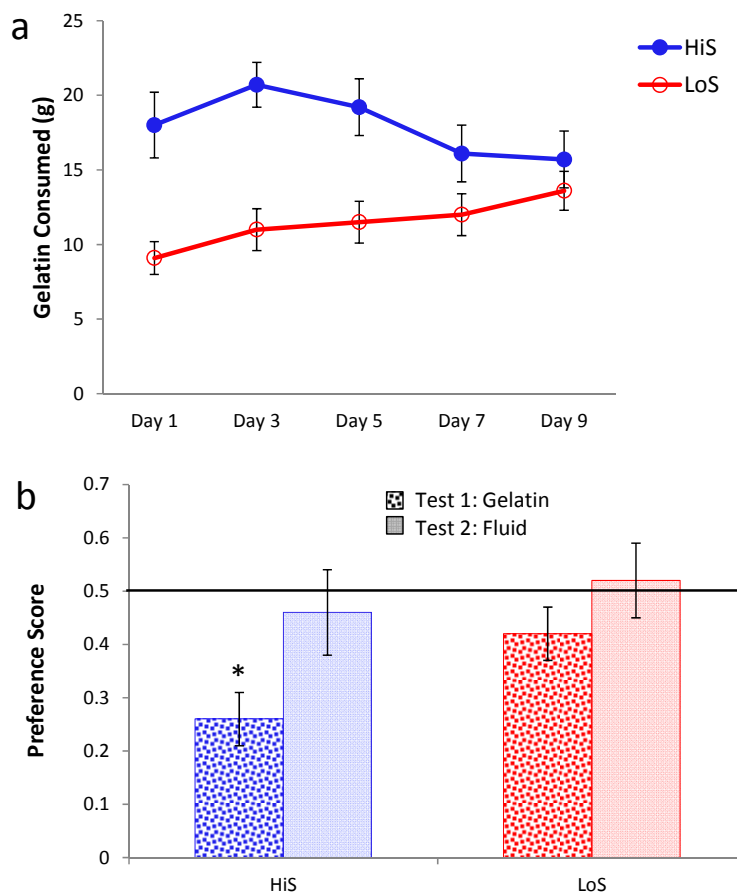 a
25
20
15
10
5
0
Gelatin Consumed (g)
Day 1 Day 3 Day 5 Day 7 Day 9
HiS
LoS
b
0.7
0.6
0.5
0.4
0.3
0.2
0.1
0
Preference Score
Test 1: Gelatin
Test 2: Fluid
*
HiS LoS